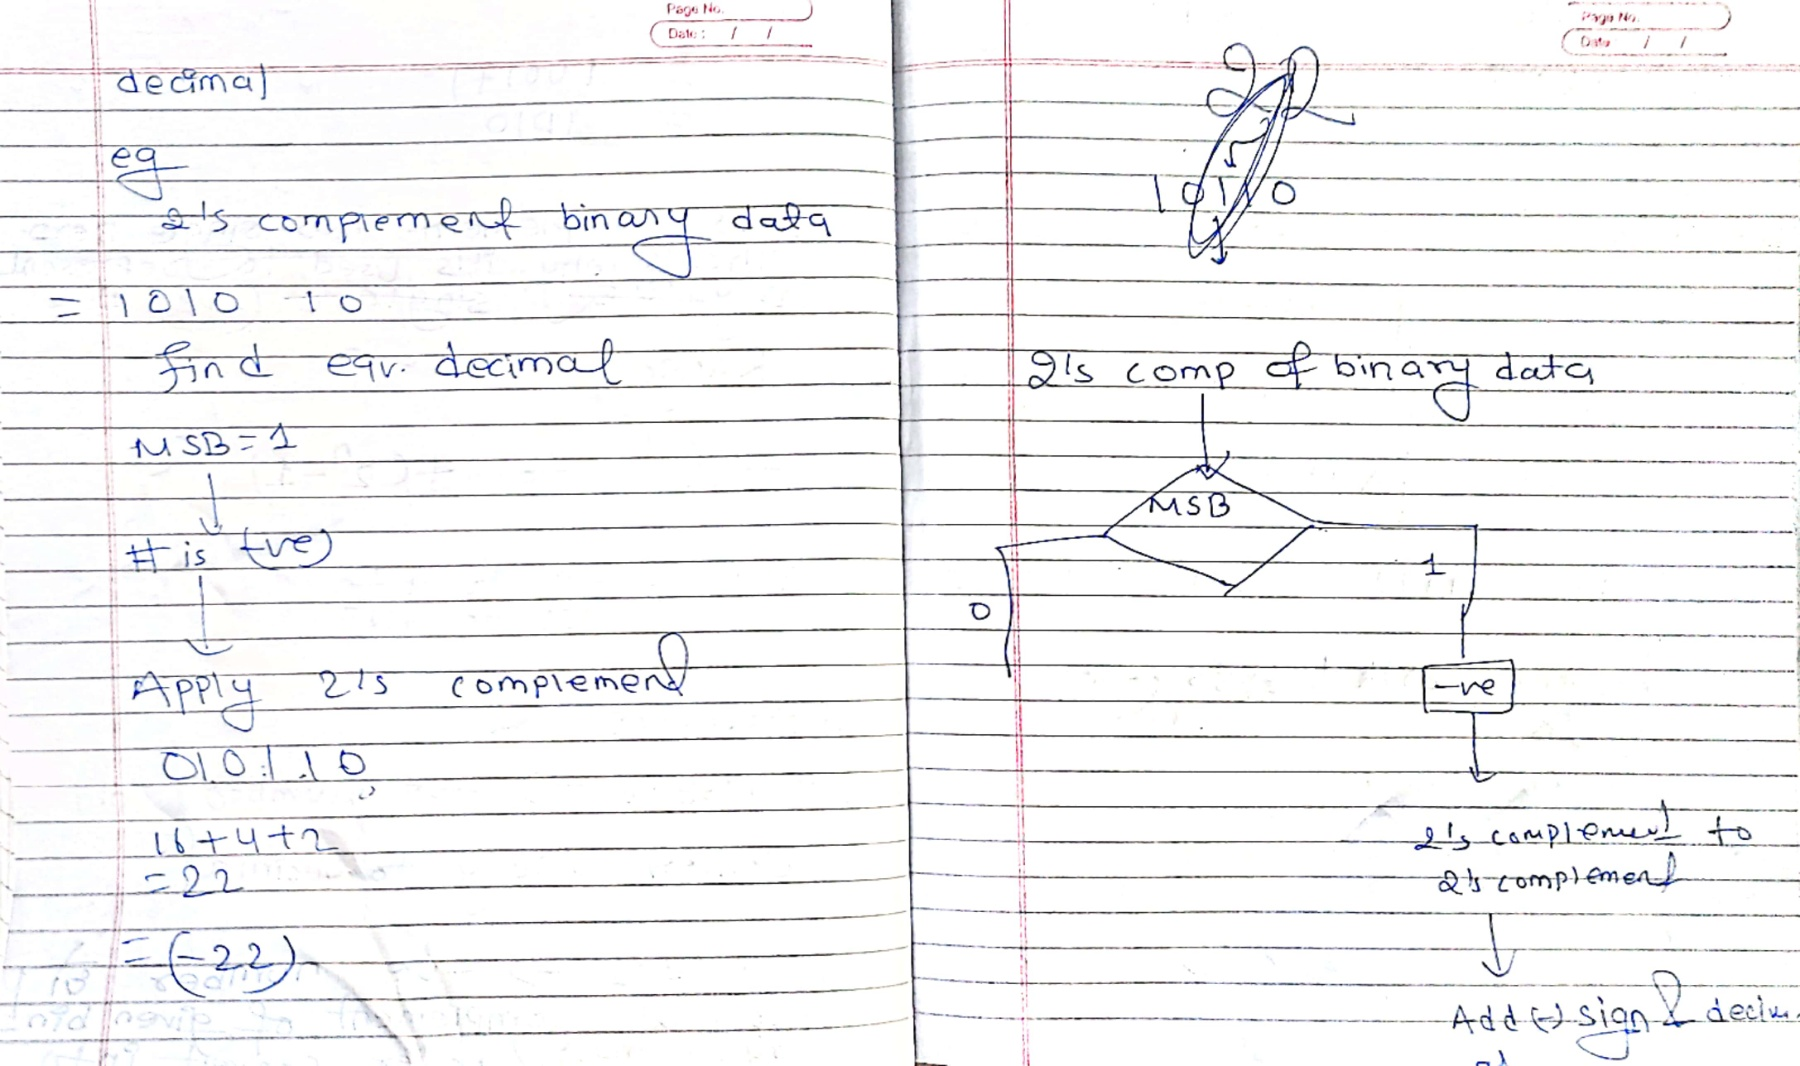 Page No.
Date: / /
decimal
eg
2's complement binary data
= 1010 10
find eqv. decimal
MSB = 1
# is (-ve)
Apply 2's complement
010110
16+4+2
= 22
= (-22)
Page No.
Date / /
22
10110
2's comp of binary data
MSB
0
1
-ve
2's complement to
2's complement
Add (-) sign &